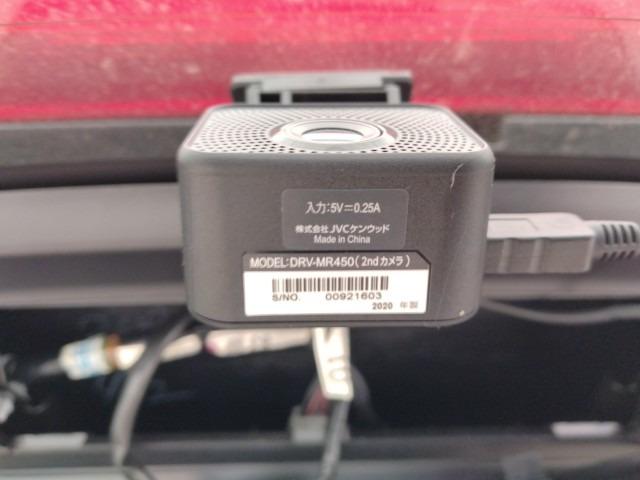 入力:5V⎓0.25A
株式会社JVCケンウッド
Made in China
MODEL:DRV-MR450(2ndカメラ)
S/NO. 00921603
2020 年製